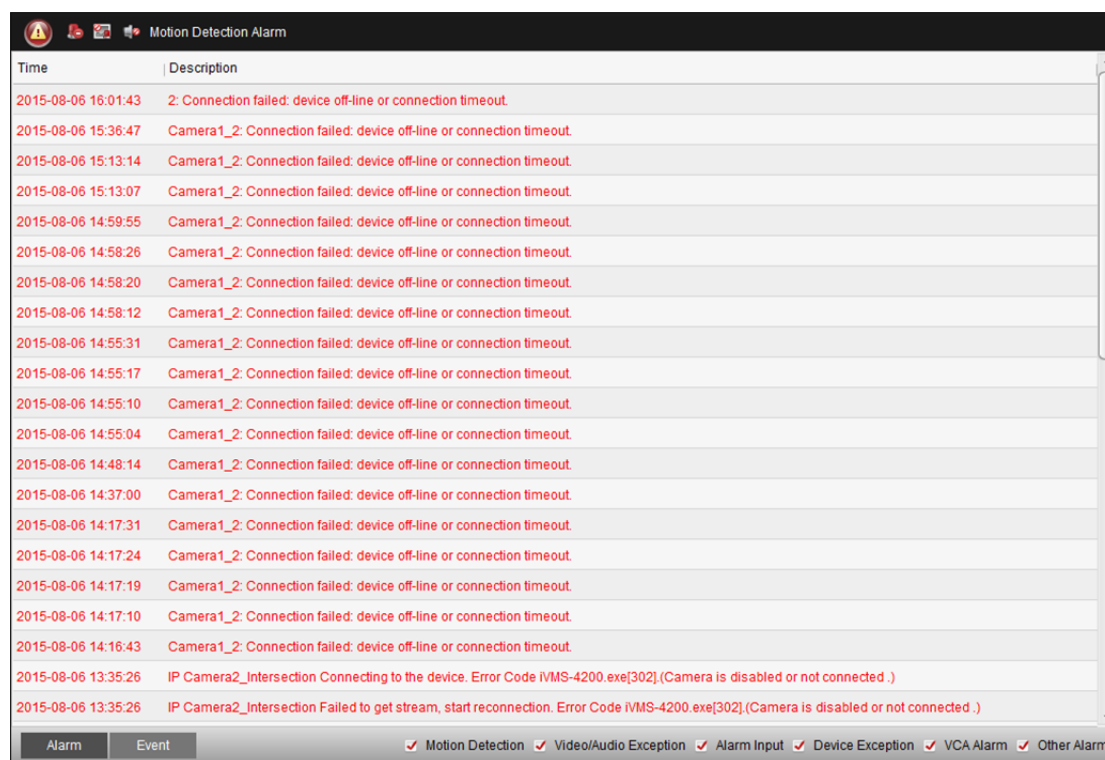 Motion Detection Alarm
Time Description
2015-08-06 16:01:43 2: Connection failed: device off-line or connection timeout.
2015-08-06 15:36:47 Camera1_2: Connection failed: device off-line or connection timeout.
2015-08-06 15:13:14 Camera1_2: Connection failed: device off-line or connection timeout.
2015-08-06 15:13:07 Camera1_2: Connection failed: device off-line or connection timeout.
2015-08-06 14:59:55 Camera1_2: Connection failed: device off-line or connection timeout.
2015-08-06 14:58:26 Camera1_2: Connection failed: device off-line or connection timeout.
2015-08-06 14:58:20 Camera1_2: Connection failed: device off-line or connection timeout.
2015-08-06 14:58:12 Camera1_2: Connection failed: device off-line or connection timeout.
2015-08-06 14:55:31 Camera1_2: Connection failed: device off-line or connection timeout.
2015-08-06 14:55:17 Camera1_2: Connection failed: device off-line or connection timeout.
2015-08-06 14:55:10 Camera1_2: Connection failed: device off-line or connection timeout.
2015-08-06 14:55:04 Camera1_2: Connection failed: device off-line or connection timeout.
2015-08-06 14:48:14 Camera1_2: Connection failed: device off-line or connection timeout.
2015-08-06 14:37:00 Camera1_2: Connection failed: device off-line or connection timeout.
2015-08-06 14:17:31 Camera1_2: Connection failed: device off-line or connection timeout.
2015-08-06 14:17:24 Camera1_2: Connection failed: device off-line or connection timeout.
2015-08-06 14:17:19 Camera1_2: Connection failed: device off-line or connection timeout.
2015-08-06 14:17:10 Camera1_2: Connection failed: device off-line or connection timeout.
2015-08-06 14:16:43 Camera1_2: Connection failed: device off-line or connection timeout.
2015-08-06 13:35:26 IP Camera2_Intersection Connecting to the device. Error Code iVMS-4200.exe[302].(Camera is disabled or not connected .)
2015-08-06 13:35:26 IP Camera2_Intersection Failed to get stream, start reconnection. Error Code iVMS-4200.exe[302].(Camera is disabled or not connected .)
Alarm Event Motion Detection Video/Audio Exception Alarm Input Device Exception VCA Alarm Other Alarm